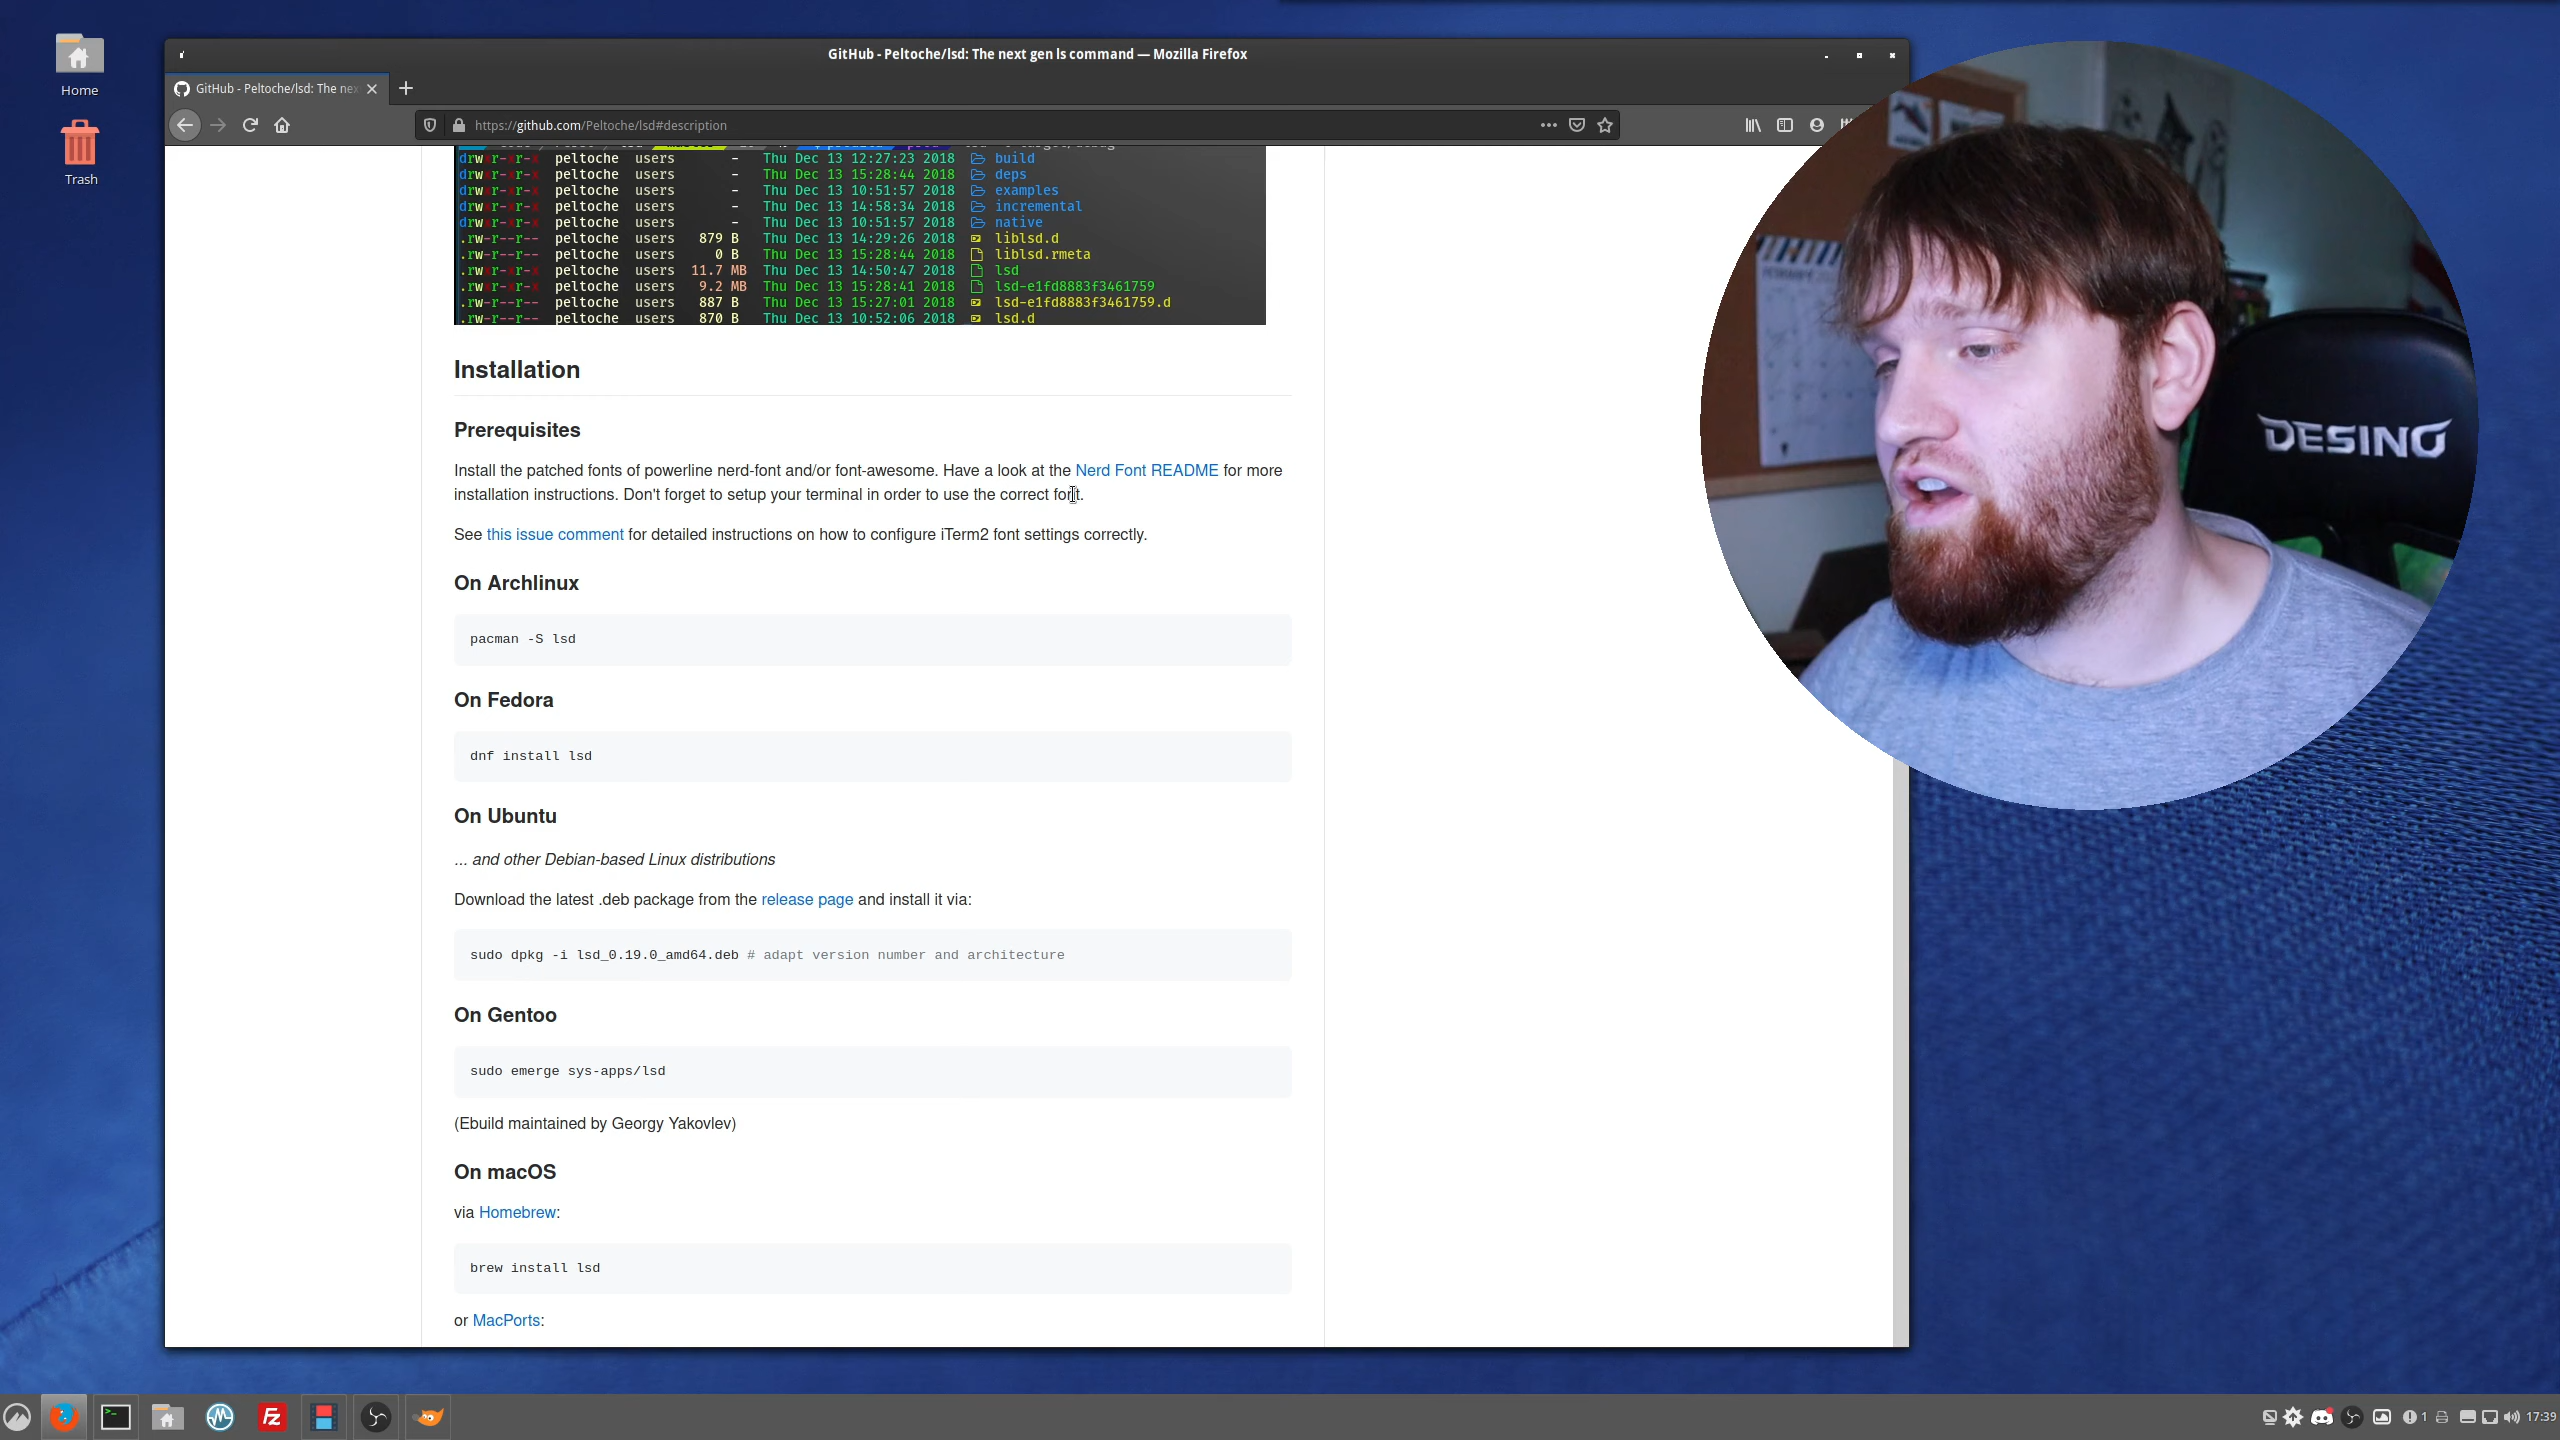 Home
Trash
GitHub - Peltoche/lsd: The next gen ls command — Mozilla Firefox
GitHub - Peltoche/lsd: The nex
https://github.com/Peltoche/lsd#description
drwxr-xr-x peltoche users - Thu Dec 13 12:27:23 2018 build
drwxr-xr-x peltoche users - Thu Dec 13 15:28:44 2018 deps
drwxr-xr-x peltoche users - Thu Dec 13 10:51:57 2018 examples
drwxr-xr-x peltoche users - Thu Dec 13 14:58:34 2018 incremental
drwxr-xr-x peltoche users - Thu Dec 13 10:51:57 2018 native
.rw-r--r-- peltoche users 879 B Thu Dec 13 14:29:26 2018 liblsd.d
.rw-r--r-- peltoche users 0 B Thu Dec 13 15:28:44 2018 liblsd.rmeta
.rwxr-xr-x peltoche users 11.7 MB Thu Dec 13 14:50:47 2018 lsd
.rwxr-xr-x peltoche users 9.2 MB Thu Dec 13 15:28:41 2018 lsd-e1fd8883f3461759
.rw-r--r-- peltoche users 887 B Thu Dec 13 15:27:01 2018 lsd-e1fd8883f3461759.d
.rw-r--r-- peltoche users 870 B Thu Dec 13 10:52:06 2018 lsd.d
Installation
Prerequisites
Install the patched fonts of powerline nerd-font and/or font-awesome. Have a look at the Nerd Font README for more
installation instructions. Don't forget to setup your terminal in order to use the correct font.
See this issue comment for detailed instructions on how to configure iTerm2 font settings correctly.
On Archlinux
pacman -S lsd
On Fedora
dnf install lsd
On Ubuntu
... and other Debian-based Linux distributions
Download the latest .deb package from the release page and install it via:
sudo dpkg -i lsd_0.19.0_amd64.deb # adapt version number and architecture
On Gentoo
sudo emerge sys-apps/lsd
(Ebuild maintained by Georgy Yakovlev)
On macOS
via Homebrew:
brew install lsd
or MacPorts:
DESINO
Fz
1
17:39